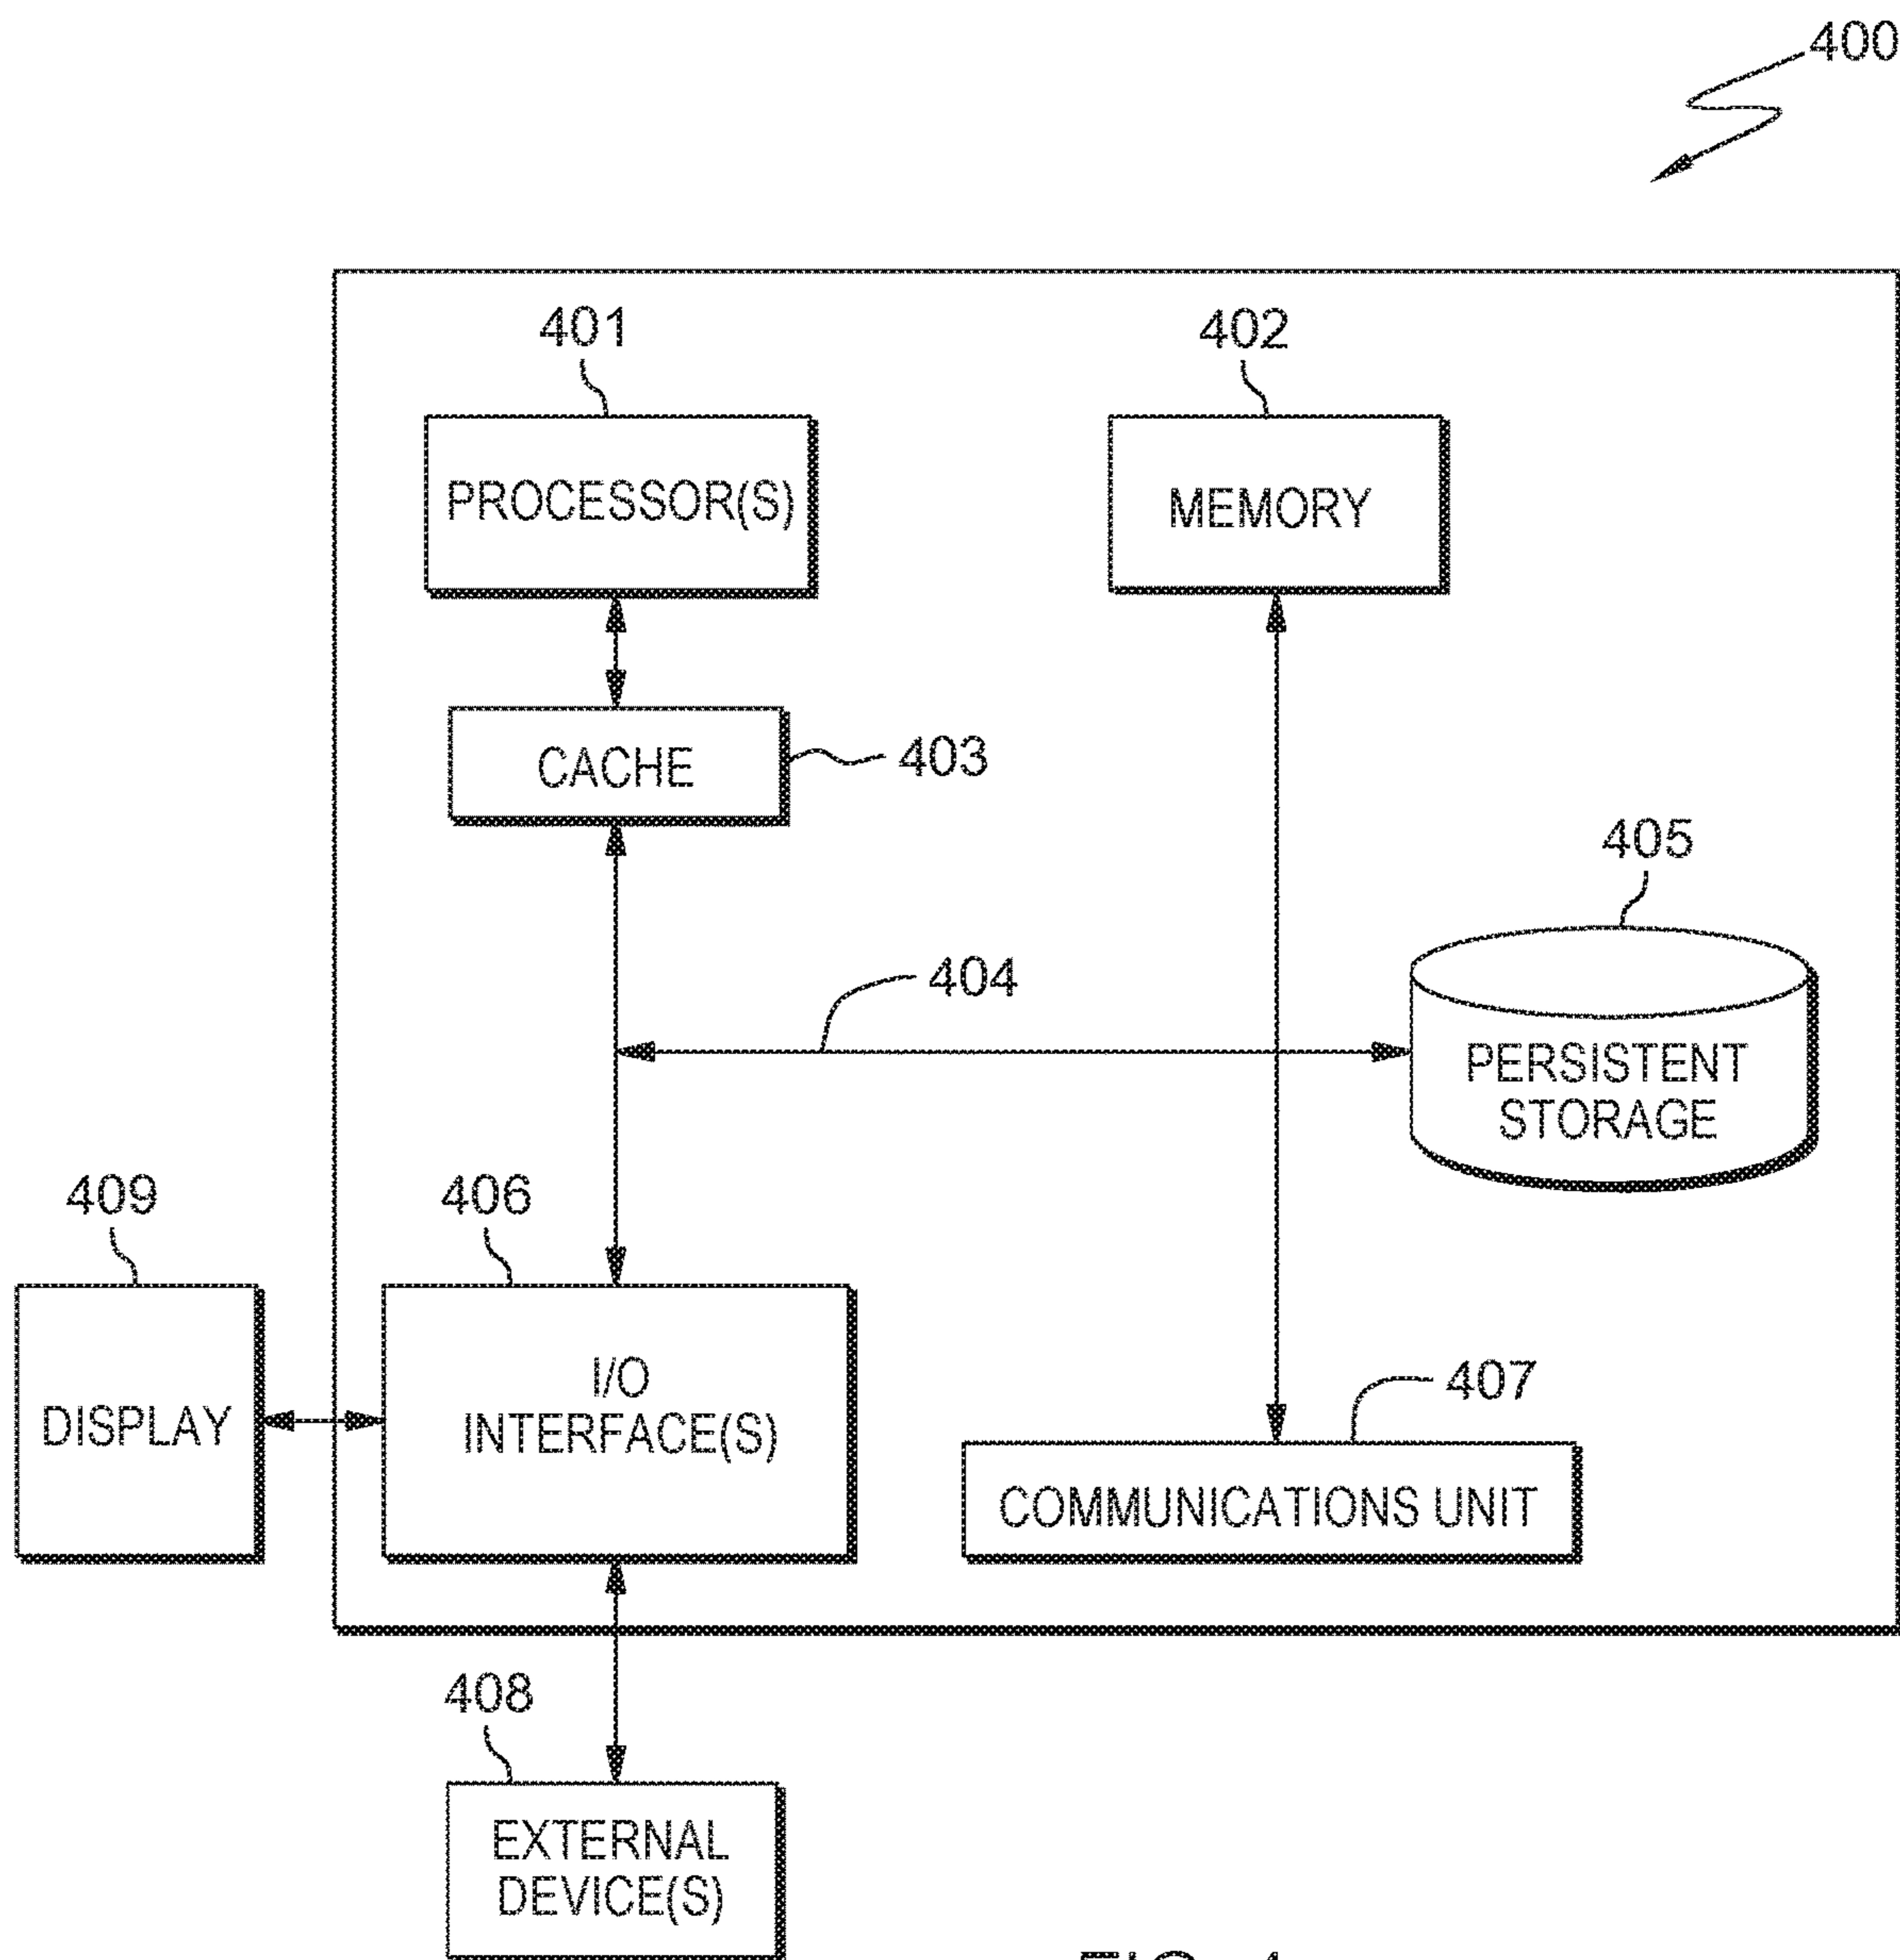 400
401
402
PROCESSOR(S)
MEMORY
CACHE
403
405
404
PERSISTENT
STORAGE
409
406
I/O
INTERFACE(S)
DISPLAY
407
COMMUNICATIONS UNIT
408
EXTERNAL
DEVICE(S)